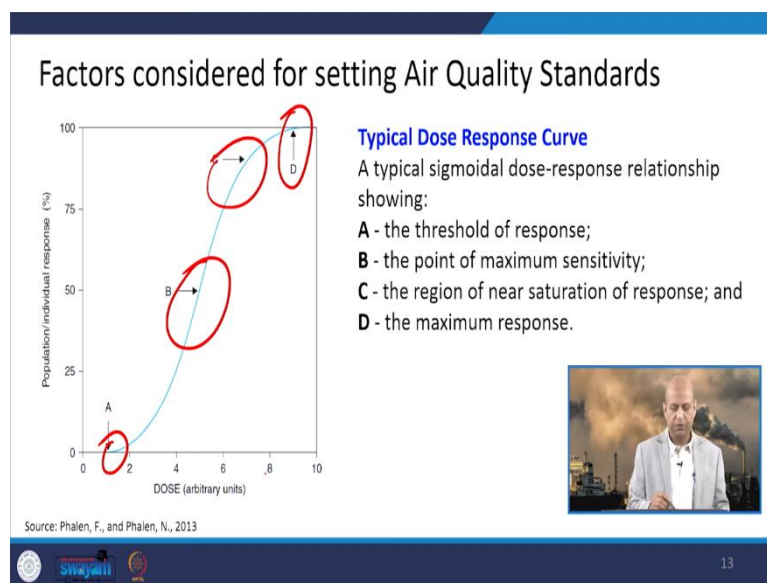 Factors considered for setting Air Quality Standards
100
75
50
25
0
Population/individual response (%)
A
B
D
0 2 4 6 .8 10
DOSE (arbitrary units)
Typical Dose Response Curve
A typical sigmoidal dose-response relationship
showing:
A - the threshold of response;
B - the point of maximum sensitivity;
C - the region of near saturation of response; and
D - the maximum response.
Source: Phalen, F., and Phalen, N., 2013
swayam
13